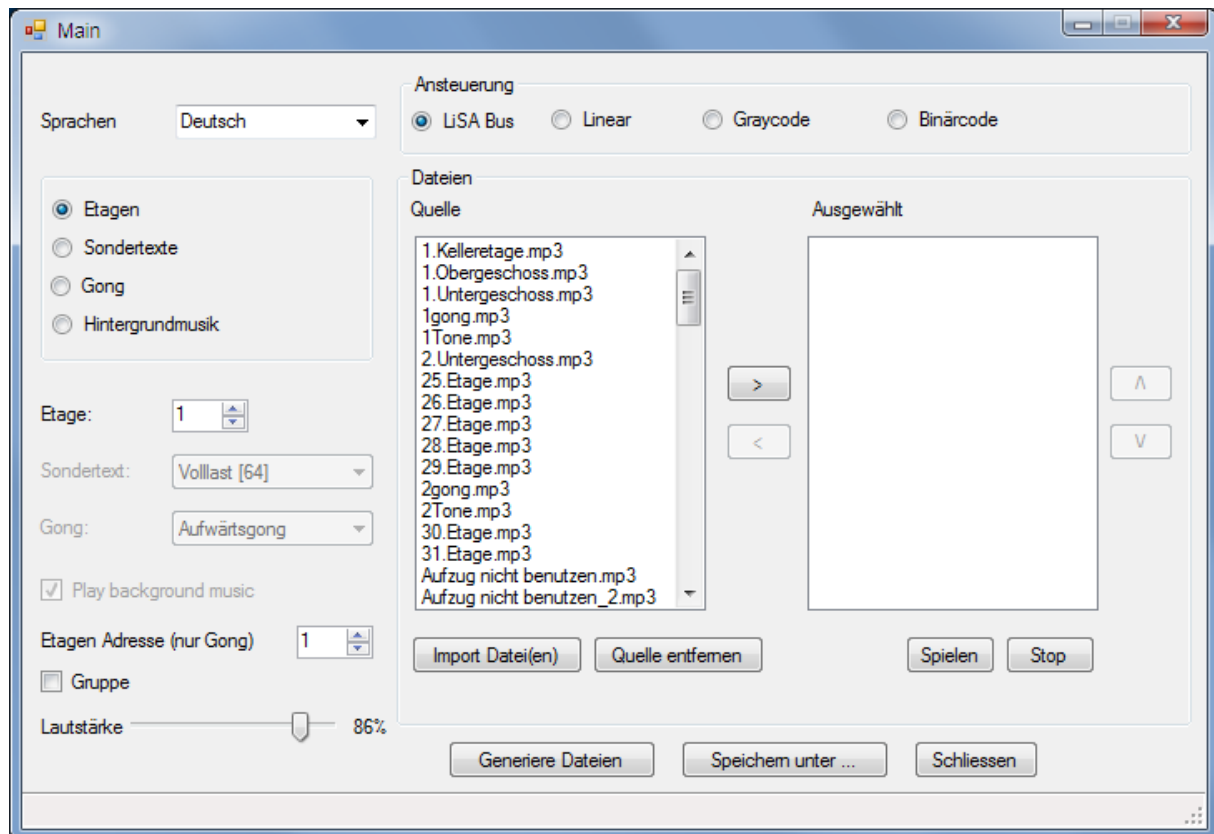 Main
Sprachen
Deutsch
Ansteuerung
LiSA Bus
Linear
Graycode
Binärcode
Etagen
Sondertexte
Gong
Hintergrundmusik
Etage:
1
Sondertext:
Volllast [64]
Gong:
Aufwärtsgong
Play background music
Etagen Adresse (nur Gong)
1
Gruppe
Lautstärke
86%
Dateien
Quelle
1.Kelleretage.mp3
1.Obergeschoss.mp3
1.Untergeschoss.mp3
1gong.mp3
1Tone.mp3
2.Untergeschoss.mp3
25.Etage.mp3
26.Etage.mp3
27.Etage.mp3
28.Etage.mp3
29.Etage.mp3
2gong.mp3
2Tone.mp3
30.Etage.mp3
31.Etage.mp3
Aufzug nicht benutzen.mp3
Aufzug nicht benutzen_2.mp3
>
<
Ausgewählt
Λ
V
Import Datei(en)
Quelle entfernen
Spielen
Stop
Generiere Dateien
Speichern unter ...
Schliessen